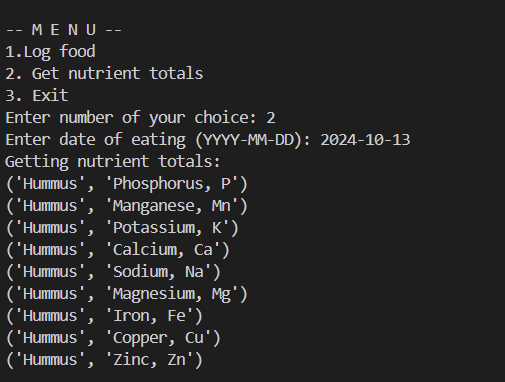 -- M E N U --
1.Log food
2. Get nutrient totals
3. Exit
Enter number of your choice: 2
Enter date of eating (YYYY-MM-DD): 2024-10-13
Getting nutrient totals:
('Hummus', 'Phosphorus, P')
('Hummus', 'Manganese, Mn')
('Hummus', 'Potassium, K')
('Hummus', 'Calcium, Ca')
('Hummus', 'Sodium, Na')
('Hummus', 'Magnesium, Mg')
('Hummus', 'Iron, Fe')
('Hummus', 'Copper, Cu')
('Hummus', 'Zinc, Zn')